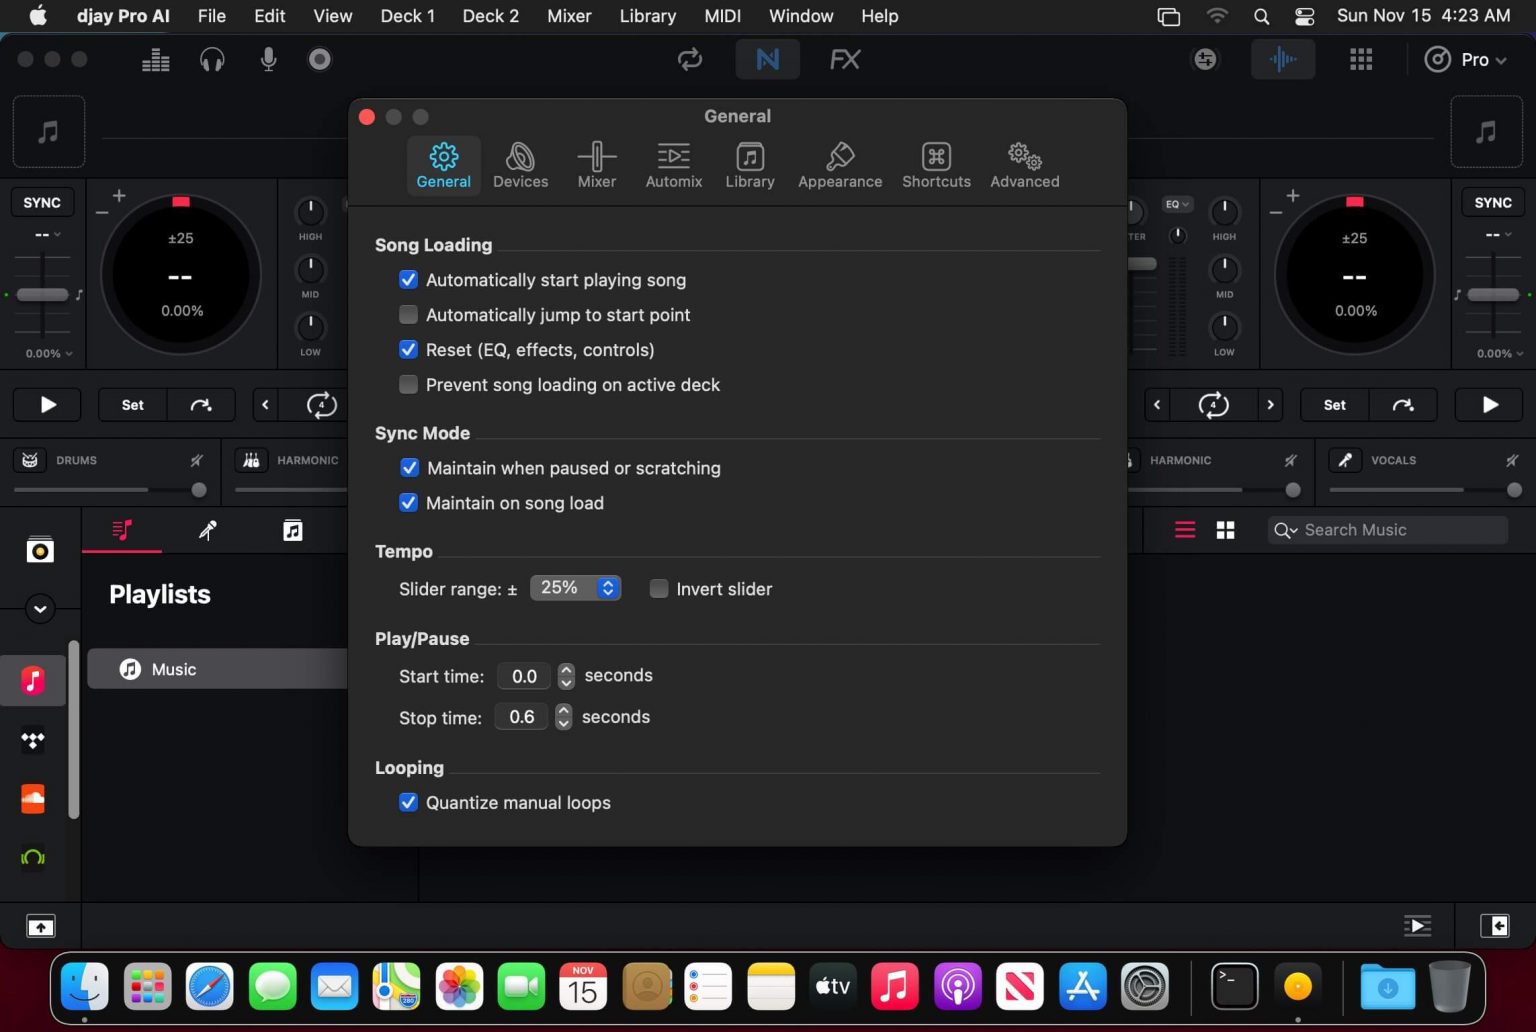 djay Pro AI File Edit View Deck 1 Deck 2 Mixer Library MIDI Window Help Sun Nov 15 4:23 AM
FX Pro
General
General Devices Mixer Automix Library Appearance Shortcuts Advanced
SYNC
--
±25
--
0.00%
0.00%
HIGH
MID
LOW
TER
EQ
HIGH
MID
LOW
±25
--
0.00%
SYNC
--
0.00%
Song Loading
Automatically start playing song
Automatically jump to start point
Reset (EQ, effects, controls)
Prevent song loading on active deck
Sync Mode
Maintain when paused or scratching
Maintain on song load
Tempo
Slider range: ± 25% Invert slider
Play/Pause
Start time: 0.0 seconds
Stop time: 0.6 seconds
Looping
Quantize manual loops
Set 4
4 Set
DRUMS HARMONIC
HARMONIC VOCALS
Search Music
Playlists
Music
NOV
15
280
tv
>_